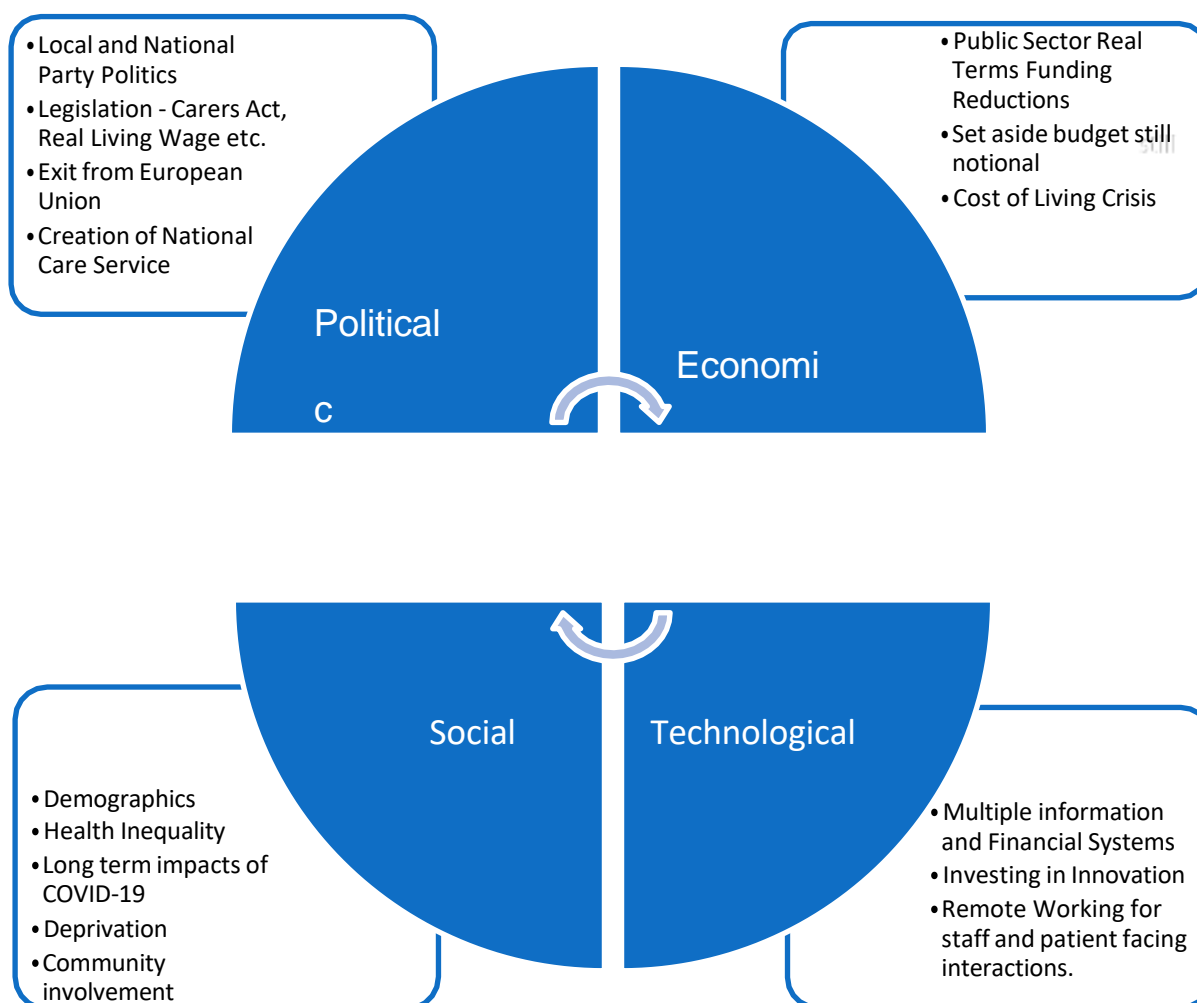 • Local and National
Party Politics
• Legislation - Carers Act,
Real Living Wage etc.
• Exit from European
Union
• Creation of National
Care Service
• Public Sector Real
Terms Funding
Reductions
• Set aside budget still
notional
• Cost of Living Crisis
Political
Economi
c
Social
Technological
• Demographics
• Health Inequality
• Long term impacts of
COVID-19
• Deprivation
• Community
involvement
• Multiple information
and Financial Systems
• Investing in Innovation
• Remote Working for
staff and patient facing
interactions.